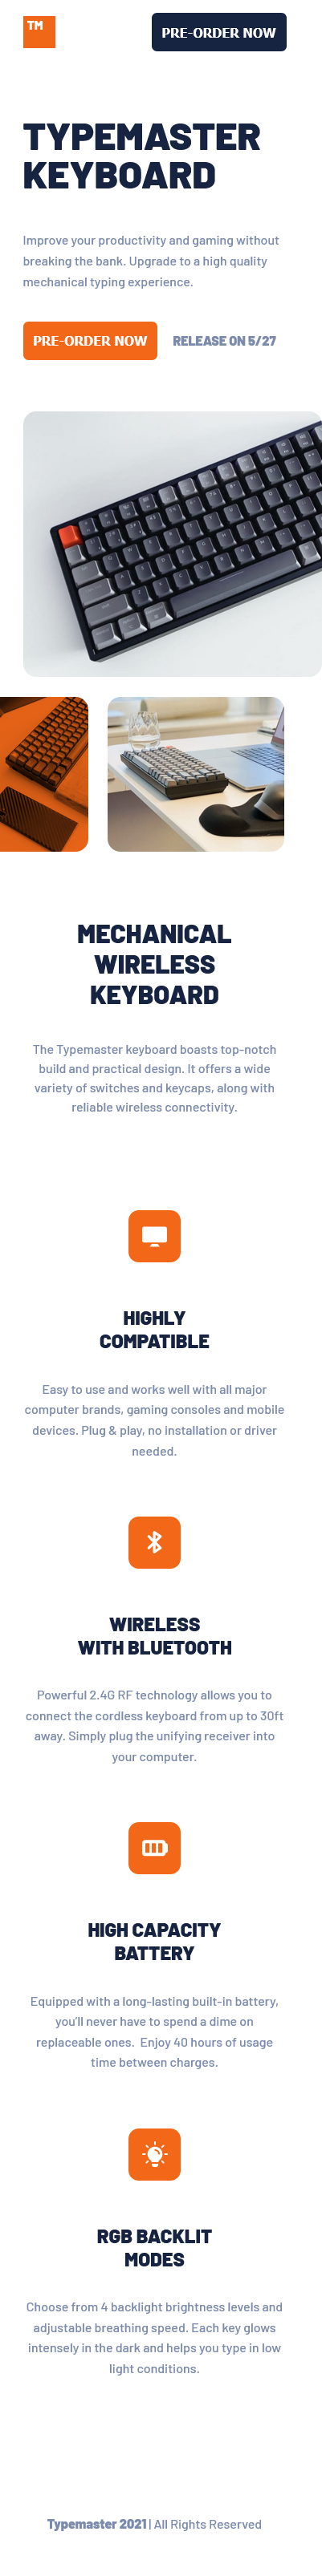 TM
PRE-ORDER NOW
TYPEMASTER
KEYBOARD
Improve your productivity and gaming without
breaking the bank. Upgrade to a high quality
mechanical typing experience.
PRE-ORDER NOW
RELEASE ON 5/27
MECHANICAL
WIRELESS
KEYBOARD
The Typemaster keyboard boasts top-notch
build and practical design. It offers a wide
variety of switches and keycaps, along with
reliable wireless connectivity.
HIGHLY
COMPATIBLE
Easy to use and works well with all major
computer brands, gaming consoles and mobile
devices. Plug & play, no installation or driver
needed.
WIRELESS
WITH BLUETOOTH
Powerful 2.4G RF technology allows you to
connect the cordless keyboard from up to 30ft
away. Simply plug the unifying receiver into
your computer.
HIGH CAPACITY
BATTERY
Equipped with a long-lasting built-in battery,
you'll never have to spend a dime on
replaceable ones. Enjoy 40 hours of usage
time between charges.
RGB BACKLIT
MODES
Choose from 4 backlight brightness levels and
adjustable breathing speed. Each key glows
intensely in the dark and helps you type in low
light conditions.
Typemaster 2021 | All Rights Reserved